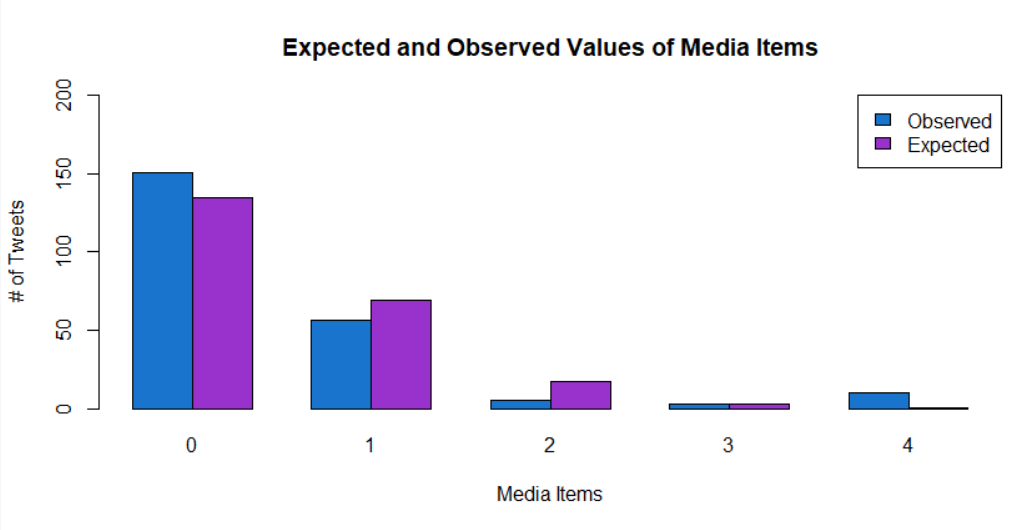 Expected and Observed Values of Media Items
Observed
Expected
# of Tweets
200
150
100
50
0
0 1 2 3 4
Media Items